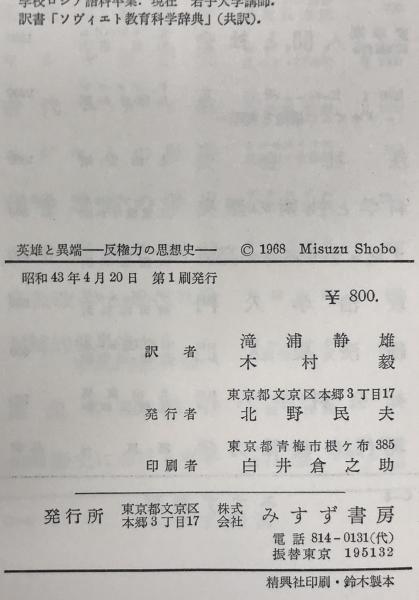 学校ロシア語科卒業. 現在 岩手大学講師.
訳書「ソヴィエト教育科学辞典」(共訳).
英雄と異端——反権力の思想史—— © 1968 Misuzu Shobo
昭和43年4月20日 第1刷発行
¥ 800.
訳者 滝浦静雄
木村毅
東京都文京区本郷3丁目17
発行者 北野民夫
東京都青梅市根ケ布385
印刷者 白井倉之助
発行所 東京都文京区本郷3丁目17 株式会社 みすず書房
電話 814-0131(代)
振替東京 195132
精興社印刷・鈴木製本